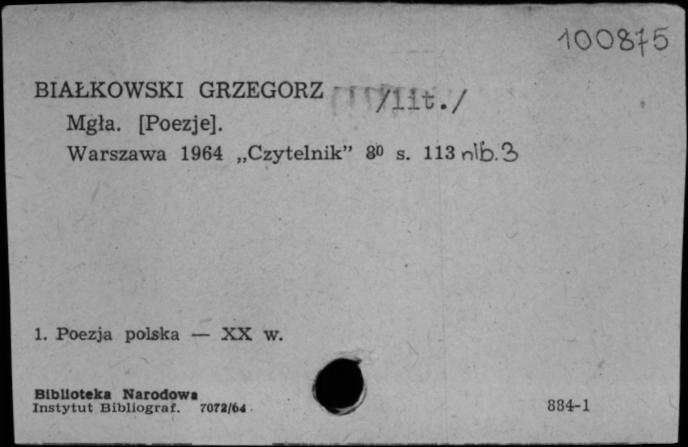 100875
BIAŁKOWSKI GRZEGORZ /lit./
Mgła. [Poezje].
Warszawa 1964 „Czytelnik” 8⁰ s. 113 nlb. 3
1. Poezja polska — XX w.
Biblioteka Narodowa
Instytut Bibliograf. 7072/64
884-1